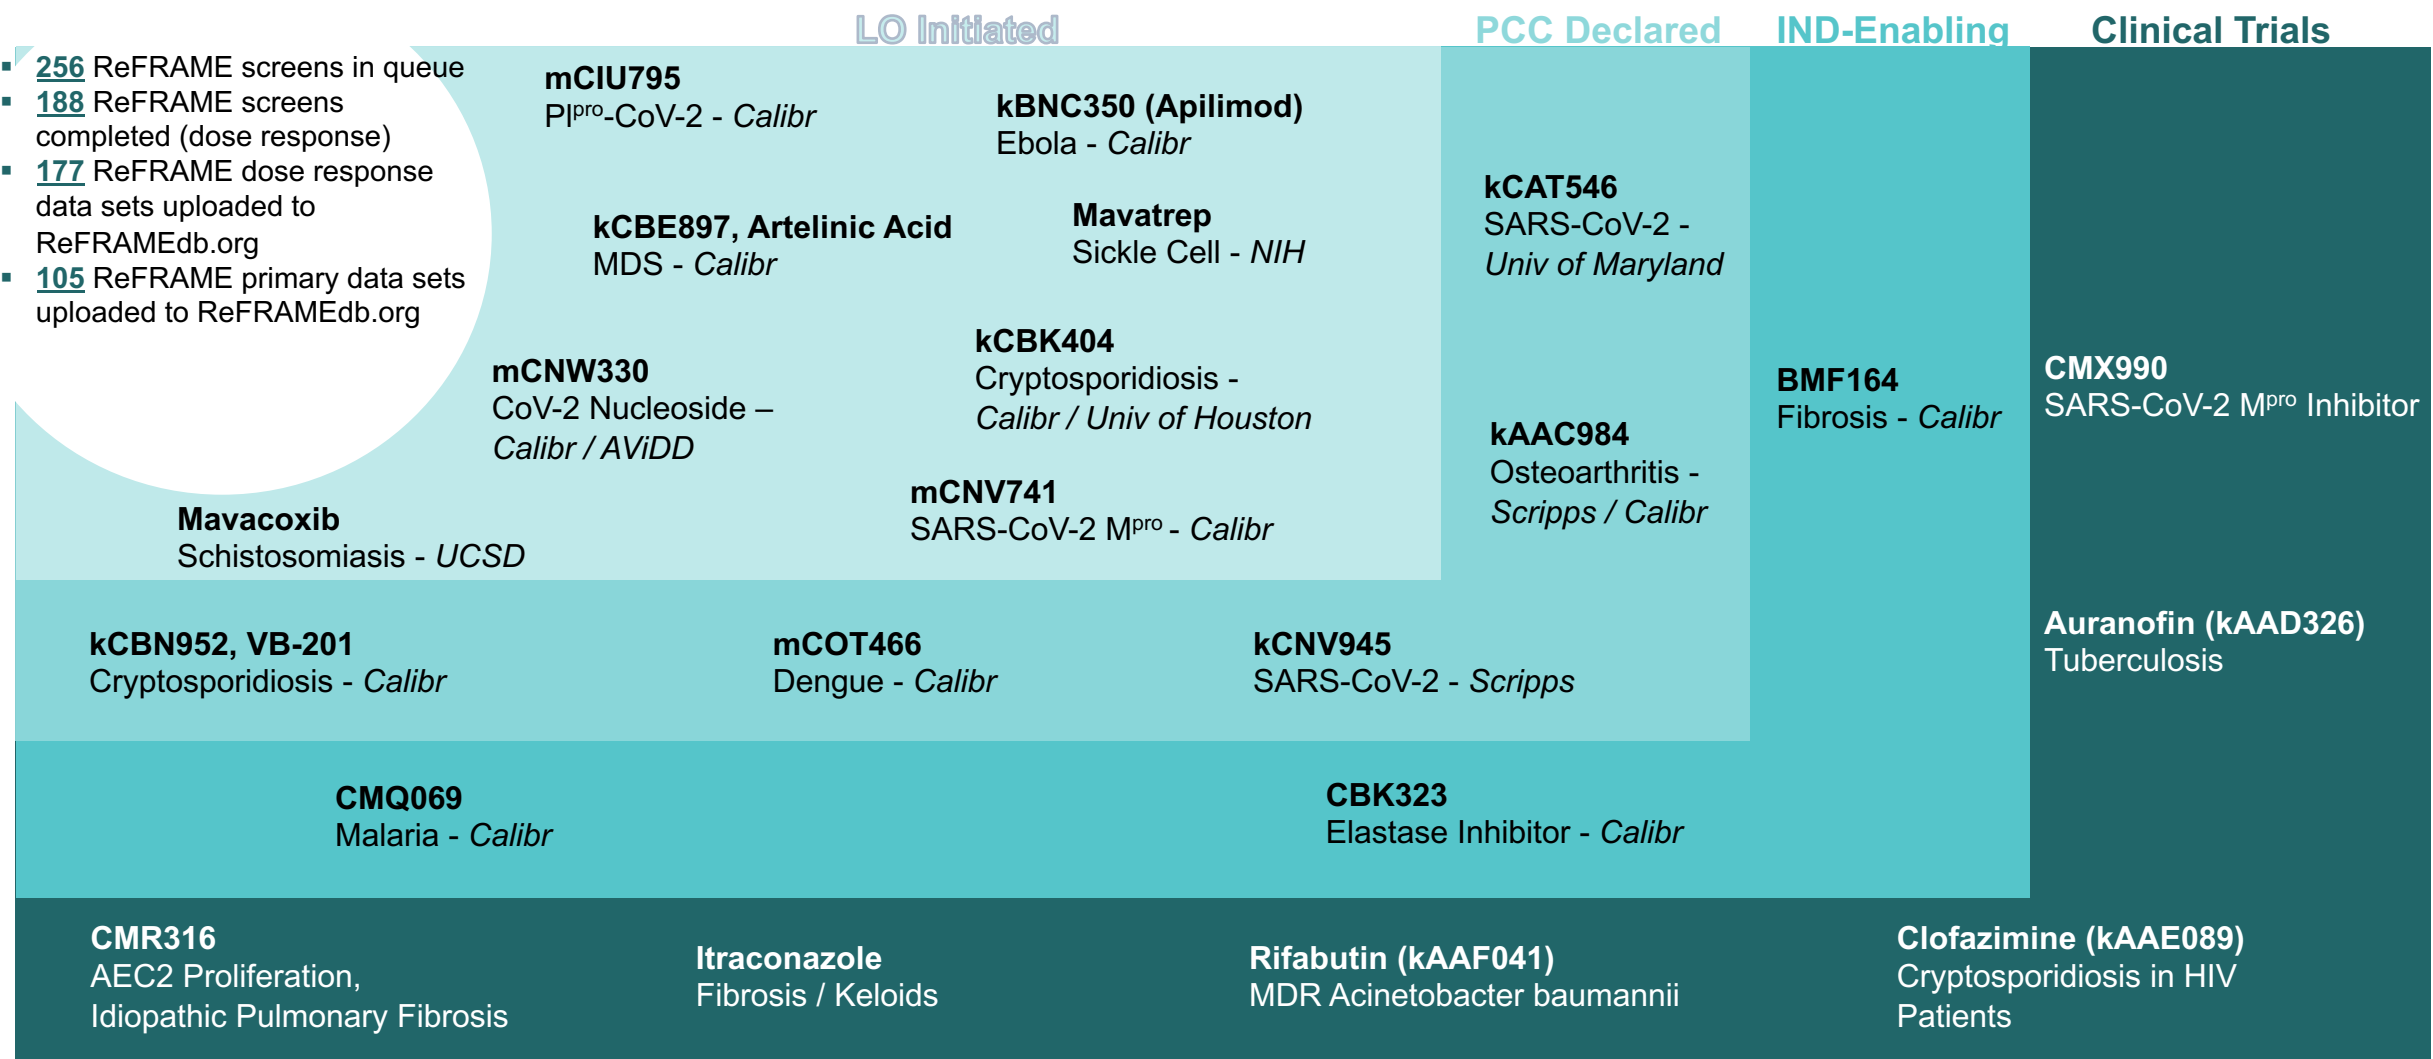 LO Initiated
PCC Declared
IND-Enabling
Clinical Trials
▪ 256 ReFRAME screens in queue
▪ 188 ReFRAME screens
completed (dose response)
▪ 177 ReFRAME dose response
data sets uploaded to
ReFRAMEdb.org
▪ 105 ReFRAME primary data sets
uploaded to ReFRAMEdb.org
mCIU795
Plpro-CoV-2 - Calibr
kBNC350 (Apilimod)
Ebola - Calibr
kCBE897, Artelinic Acid
MDS - Calibr
Mavatrep
Sickle Cell - NIH
mCNW330
CoV-2 Nucleoside –
Calibr / AViDD
kCBK404
Cryptosporidiosis -
Calibr / Univ of Houston
mCNV741
SARS-CoV-2 Mpro - Calibr
Mavacoxib
Schistosomiasis - UCSD
kCAT546
SARS-CoV-2 -
Univ of Maryland
kAAC984
Osteoarthritis -
Scripps / Calibr
kCBN952, VB-201
Cryptosporidiosis - Calibr
mCOT466
Dengue - Calibr
kCNV945
SARS-CoV-2 - Scripps
BMF164
Fibrosis - Calibr
CMQ069
Malaria - Calibr
CBK323
Elastase Inhibitor - Calibr
CMX990
SARS-CoV-2 Mpro Inhibitor
Auranofin (kAAD326)
Tuberculosis
CMR316
AEC2 Proliferation,
Idiopathic Pulmonary Fibrosis
Itraconazole
Fibrosis / Keloids
Rifabutin (kAAF041)
MDR Acinetobacter baumannii
Clofazimine (kAAE089)
Cryptosporidiosis in HIV
Patients